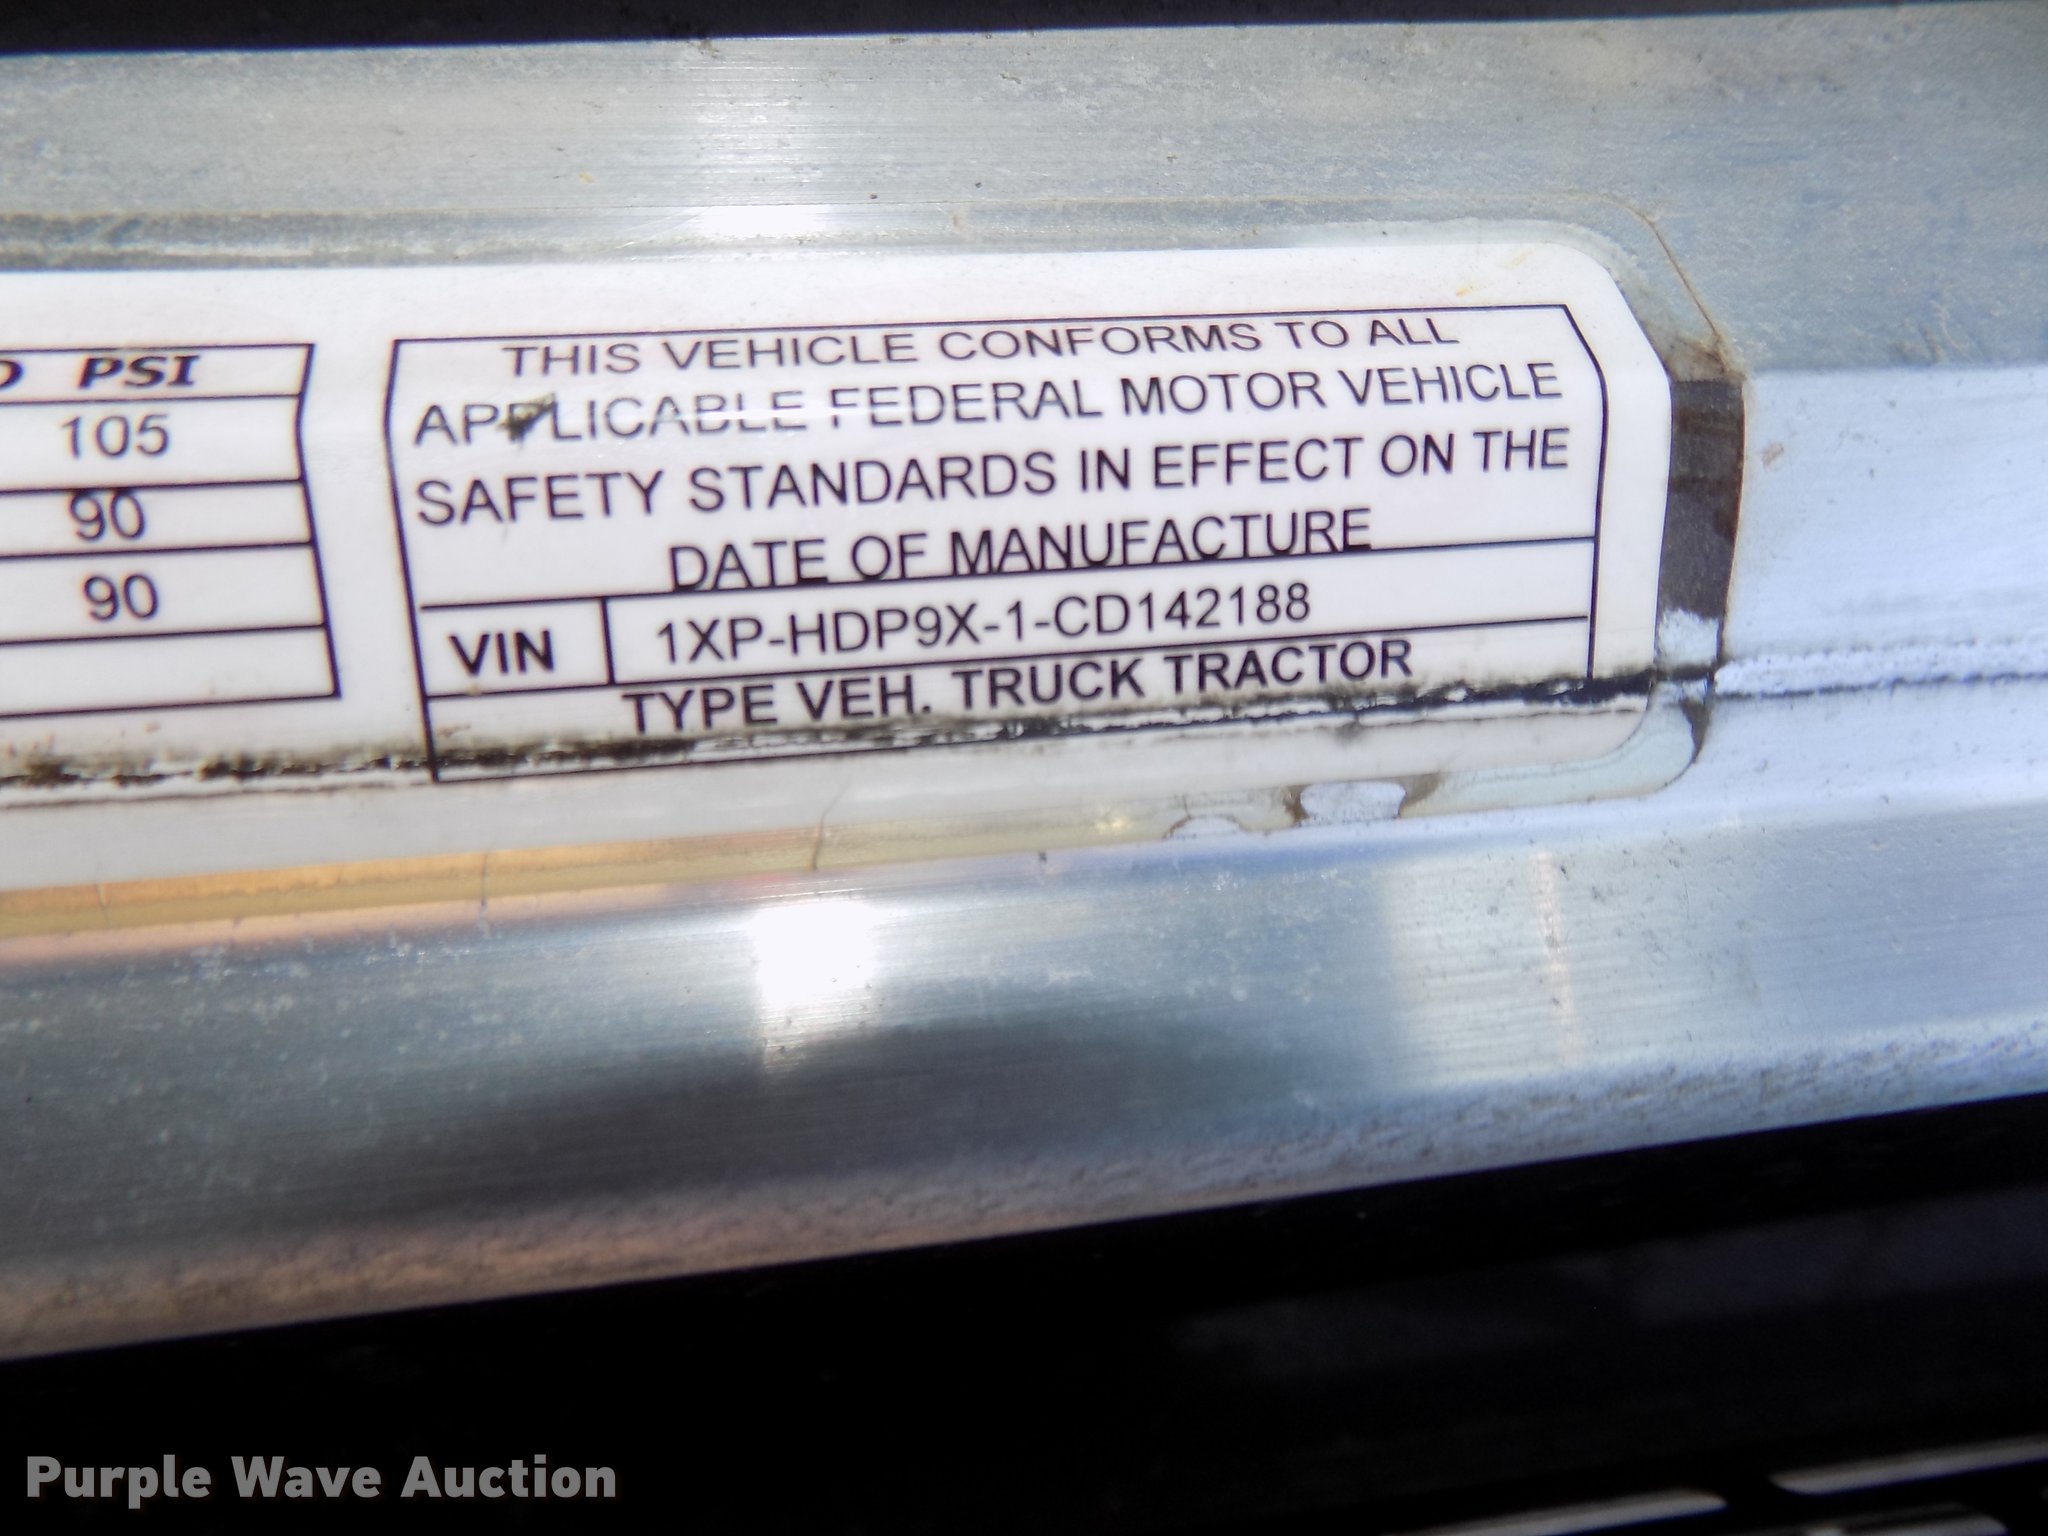 PSI
105
90
90
THIS VEHICLE CONFORMS TO ALL
APPLICABLE FEDERAL MOTOR VEHICLE
SAFETY STANDARDS IN EFFECT ON THE
DATE OF MANUFACTURE
VIN 1XP-HDP9X-1-CD142188
TYPE VEH. TRUCK TRACTOR
Purple Wave Auction